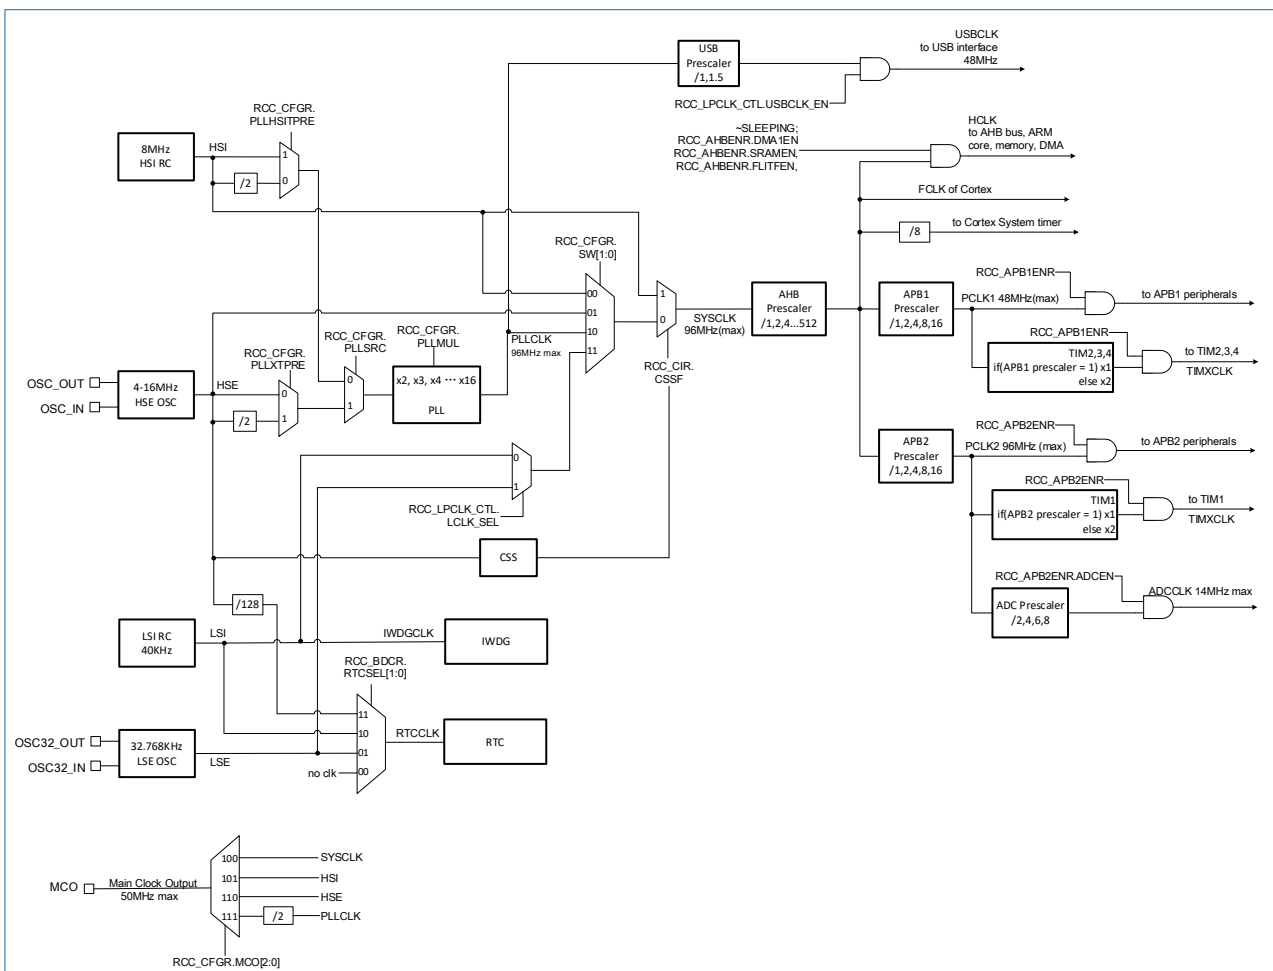 USBCLK
to USB interface
48MHz
USB
Prescaler
/1,1.5
RCC_LPCLK_CTL.USBCLK_EN
~SLEEPING;
RCC_AHBENR.DMA1EN
RCC_AHBENR.SRAMEN,
RCC_AHBENR.FLITFEN,
HCLK
to AHB bus, ARM
core, memory, DMA
FCLK of Cortex
/8
to Cortex System timer
RCC_CFGR.
PLLHSITPRE
8MHz
HSI RC
HSI
1
/2
0
RCC_CFGR.
SW[1:0]
00
01
10
11
1
0
RCC_CIR.
CSSF
SYSCLK
96MHz(max)
AHB
Prescaler
/1,2,4...512
APB1
Prescaler
/1,2,4,8,16
RCC_APB1ENR
PCLK1 48MHz(max)
to APB1 peripherals
RCC_APB1ENR
TIM2,3,4
if(APB1 prescaler = 1) x1
else x2
to TIM2,3,4
TIMXCLK
RCC_CFGR.
PLLXTPRE
RCC_CFGR.
PLLSRC
RCC_CFGR.
PLLMUL
PLLCLK
96MHz max
OSC_OUT
OSC_IN
4-16MHz
HSE OSC
HSE
0
/2
1
0
1
x2, x3, x4 ··· x16
PLL
APB2
Prescaler
/1,2,4,8,16
RCC_APB2ENR
PCLK2 96MHz (max)
to APB2 peripherals
RCC_APB2ENR
TIM1
if(APB2 prescaler = 1) x1
else x2
to TIM1
TIMXCLK
0
1
RCC_LPCLK_CTL.
LCLK_SEL
CSS
RCC_APB2ENR.ADCEN
ADC Prescaler
/2,4,6,8
ADCCLK 14MHz max
/128
LSI RC
40KHz
LSI
IWDGCLK
IWDG
RCC_BDCR.
RTCSEL[1:0]
11
10
01
00
RTCCLK
RTC
OSC32_OUT
OSC32_IN
32.768KHz
LSE OSC
LSE
no clk
MCO
Main Clock Output
50MHz max
100
SYSCLK
101
HSI
110
HSE
111
/2
PLLCLK
RCC_CFGR.MCO[2:0]